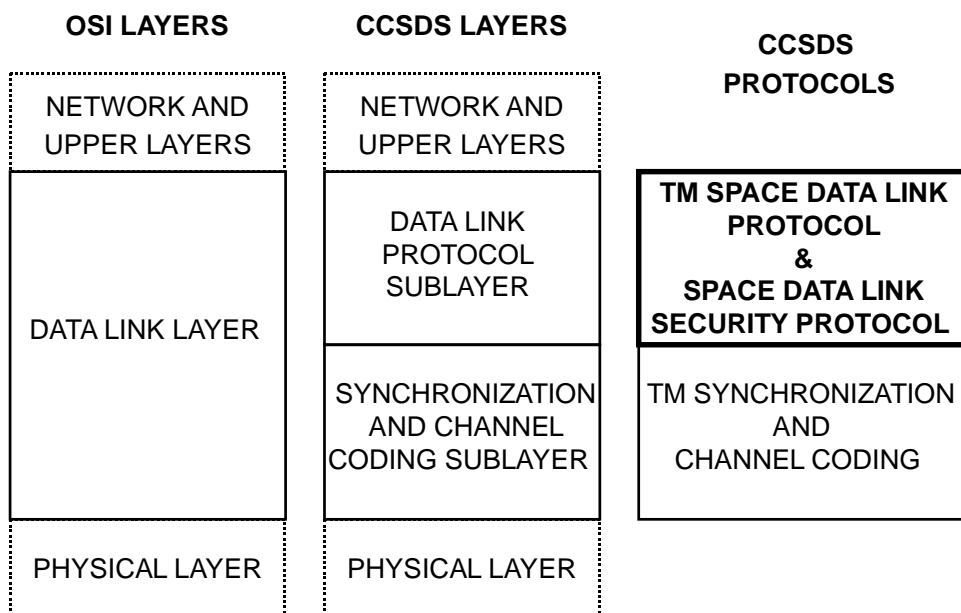 OSI LAYERS
CCSDS LAYERS
CCSDS
PROTOCOLS
NETWORK AND
UPPER LAYERS
NETWORK AND
UPPER LAYERS
DATA LINK LAYER
DATA LINK
PROTOCOL
SUBLAYER
TM SPACE DATA LINK
PROTOCOL
&
SPACE DATA LINK
SECURITY PROTOCOL
SYNCHRONIZATION
AND CHANNEL
CODING SUBLAYER
TM SYNCHRONIZATION
AND
CHANNEL CODING
PHYSICAL LAYER
PHYSICAL LAYER